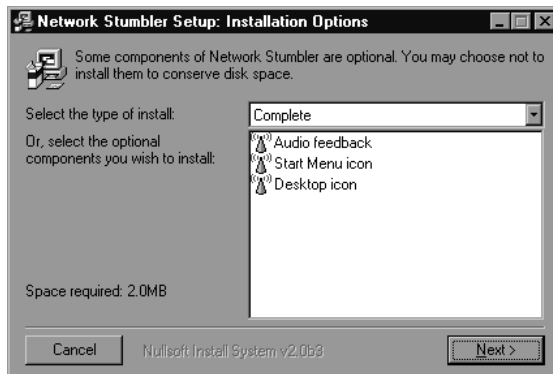 Network Stumbler Setup: Installation Options
Some components of Network Stumbler are optional. You may choose not to
install them to conserve disk space.
Select the type of install:
Complete
Or, select the optional
components you wish to install:
Audio feedback
Start Menu icon
Desktop icon
Space required: 2.0MB
Cancel
Nullsoft Install System v2.0b3
Next >